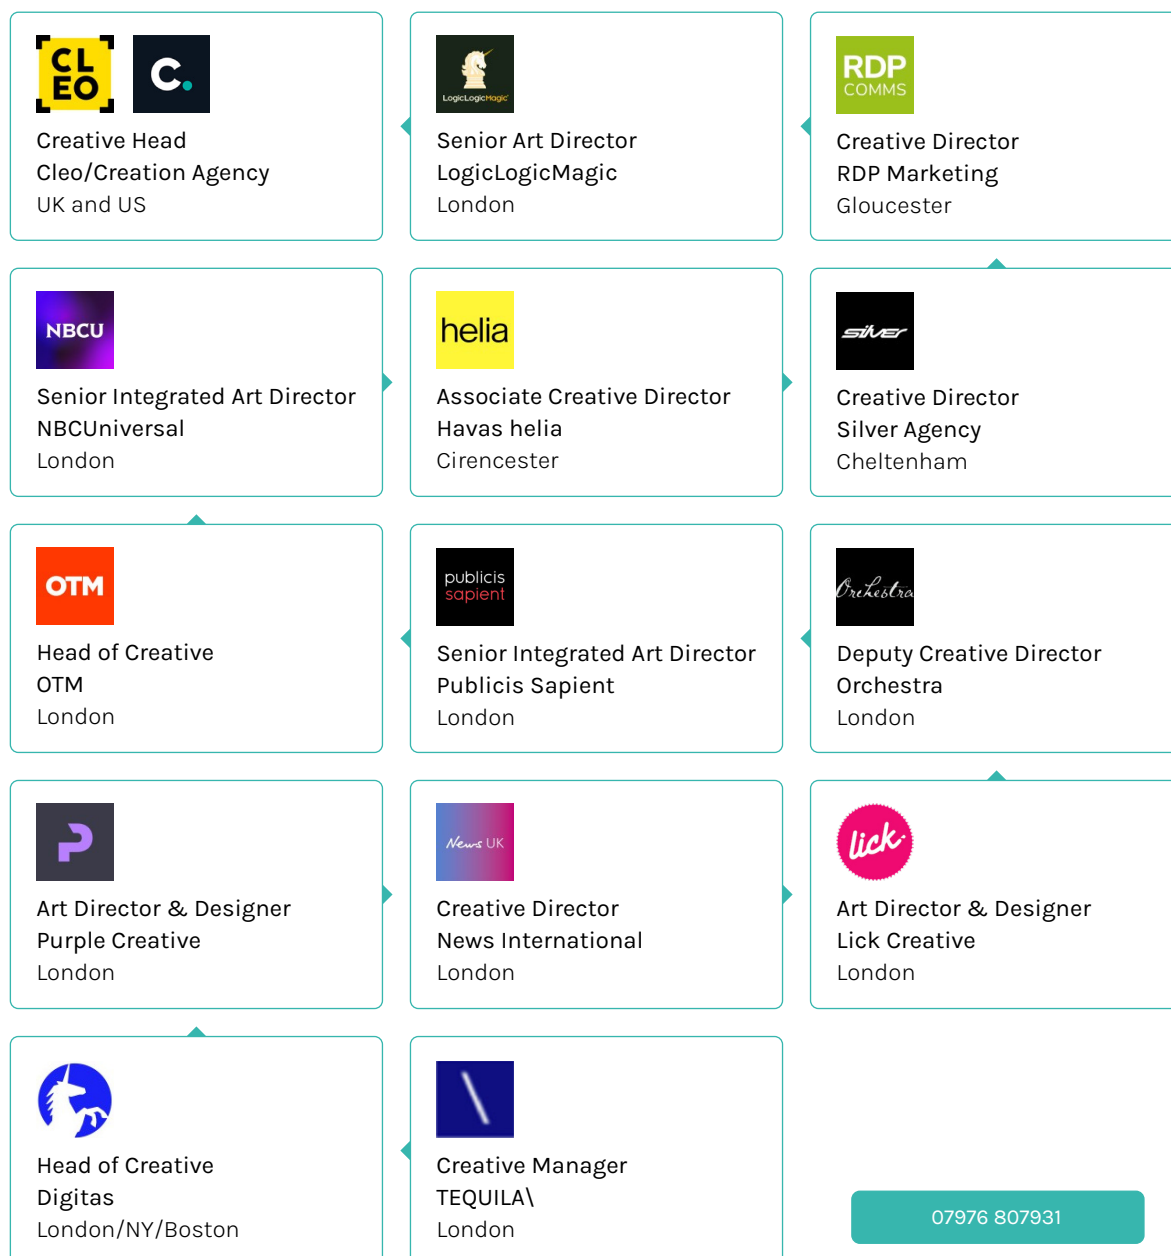 CL
EO
C.
Creative Head
Cleo/Creation Agency
UK and US
LogicLogicMagic
Senior Art Director
LogicLogicMagic
London
RDP
COMMS
Creative Director
RDP Marketing
Gloucester
NBCU
Senior Integrated Art Director
NBCUniversal
London
helia
Associate Creative Director
Havas helia
Cirencester
silver
Creative Director
Silver Agency
Cheltenham
OTM
Head of Creative
OTM
London
publicis
sapient
Senior Integrated Art Director
Publicis Sapient
London
Orchestra
Deputy Creative Director
Orchestra
London
P
Art Director & Designer
Purple Creative
London
News UK
Creative Director
News International
London
lick.
Art Director & Designer
Lick Creative
London
Head of Creative
Digitas
London/NY/Boston
\
Creative Manager
TEQUILA\
London
07976 807931